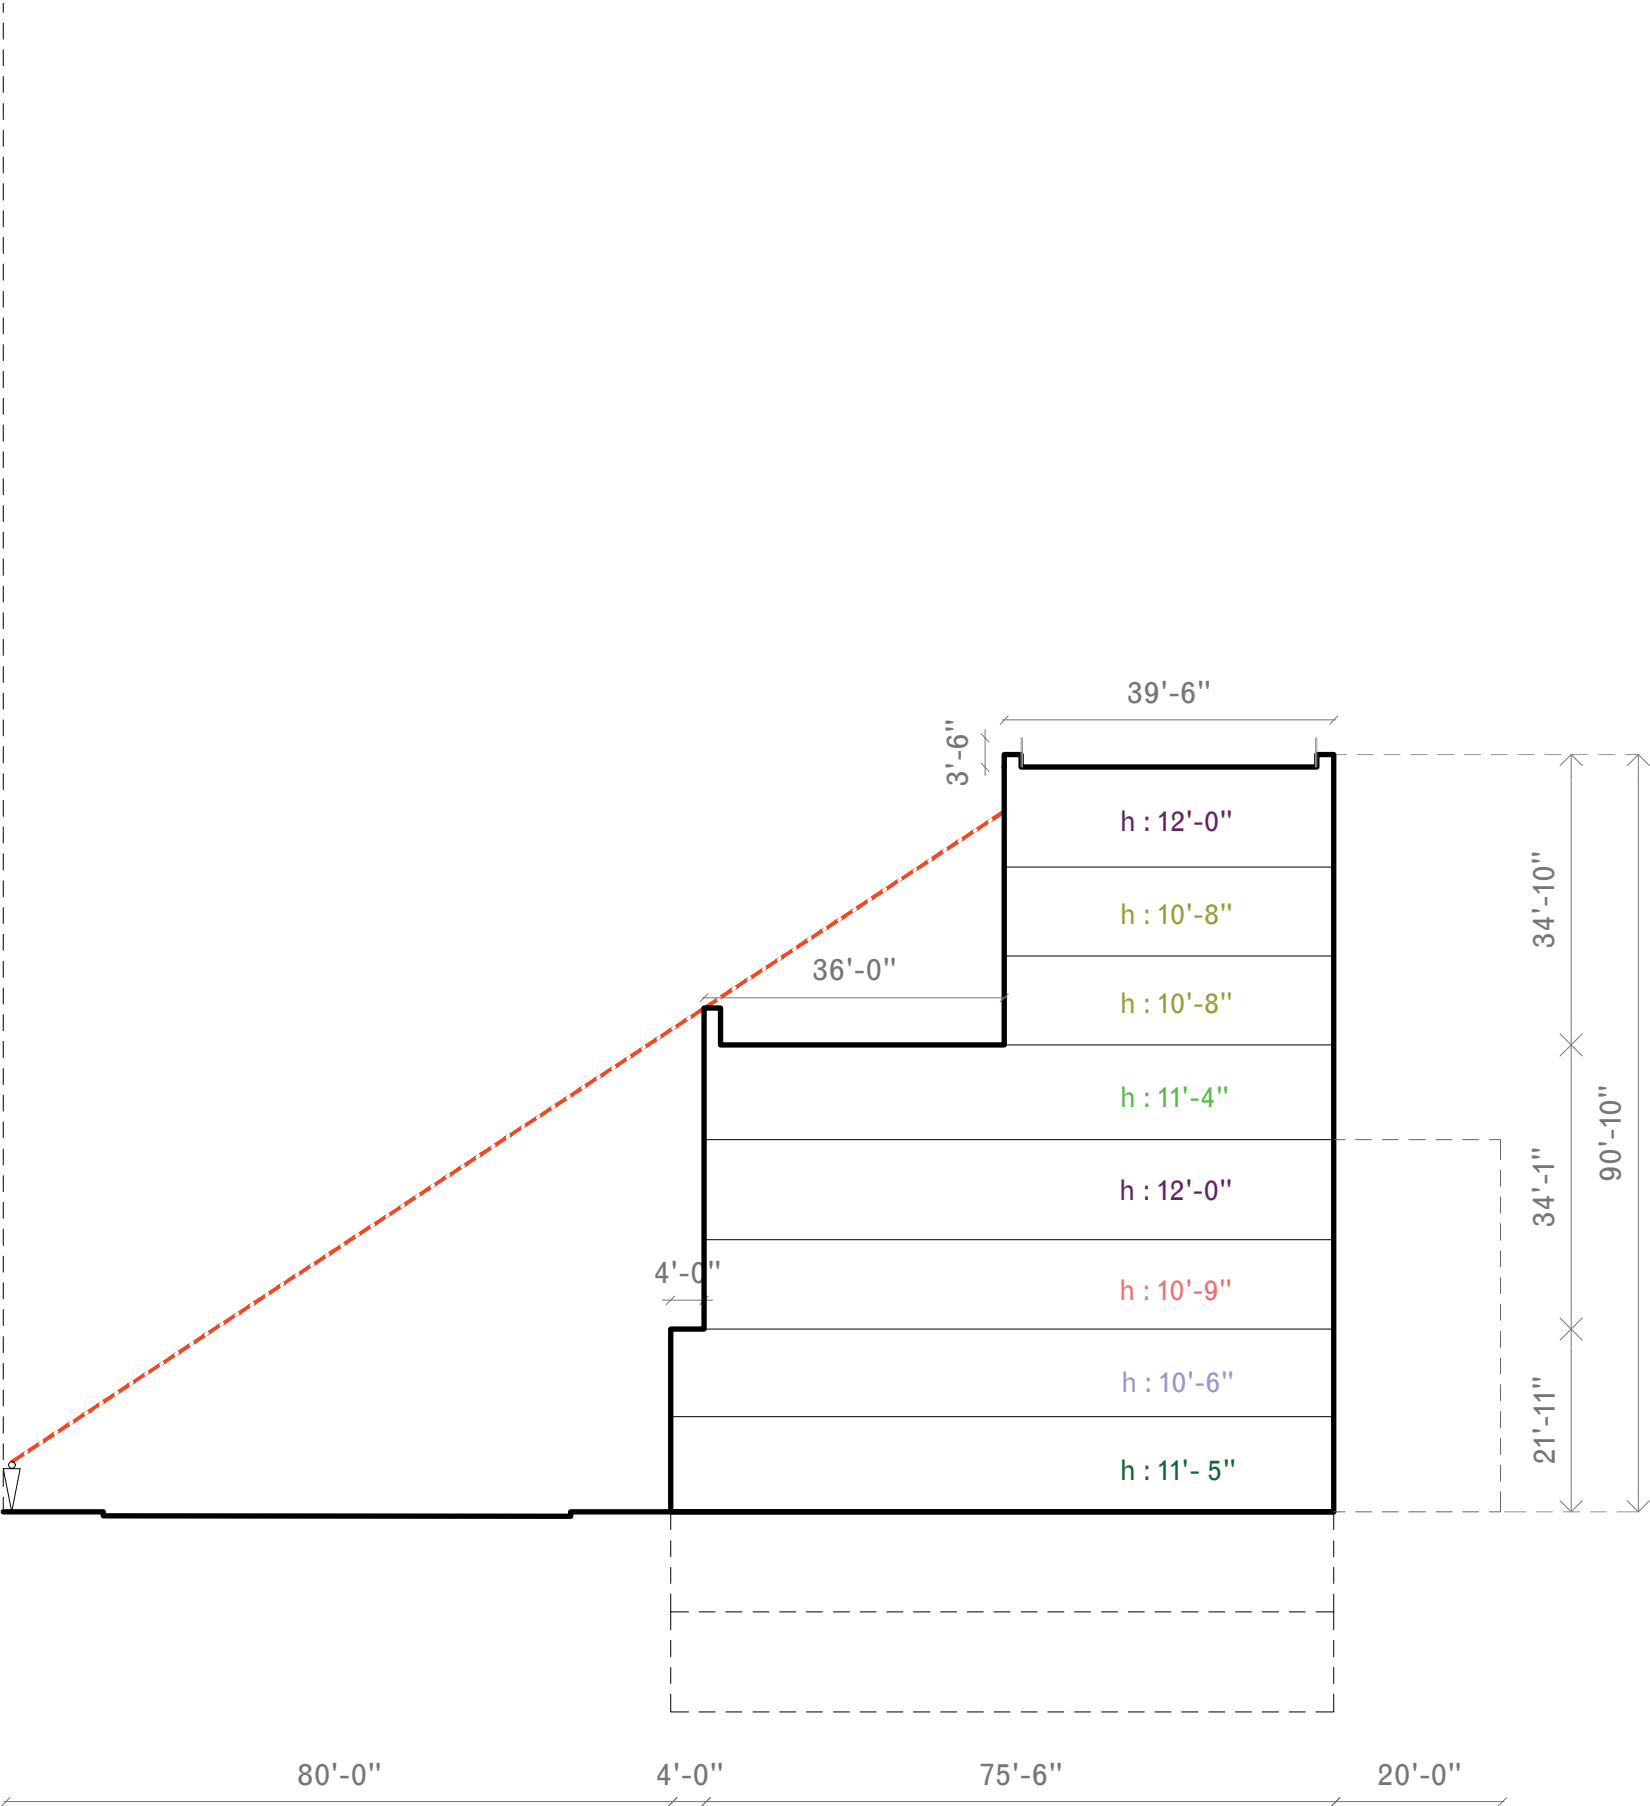 39'-6"
3'-6"
h : 12'-0"
34'-10"
h : 10'-8"
36'-0"
h : 10'-8"
h : 11'-4"
90'-10"
34'-1"
h : 12'-0"
4'-0"
h : 10'-9"
h : 10'-6"
21'-11"
h : 11'- 5"
80'-0"
4'-0"
75'-6"
20'-0"